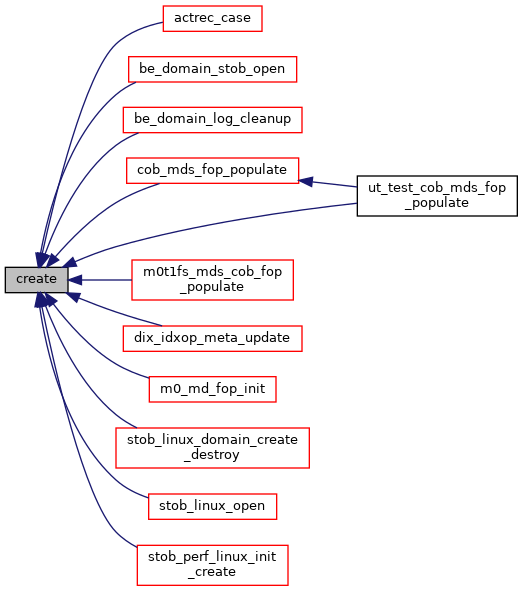 actrec_case
be_domain_stob_open
be_domain_log_cleanup
cob_mds_fop_populate
ut_test_cob_mds_fop
_populate
create
m0t1fs_mds_cob_fop
_populate
dix_idxop_meta_update
m0_md_fop_init
stob_linux_domain_create
_destroy
stob_linux_open
stob_perf_linux_init
_create